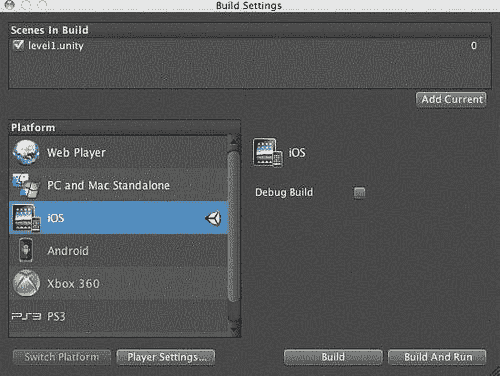 Build Settings
Scenes In Build
level1.unity 0
Add Current
Platform
Web Player
PC and Mac Standalone
iOS
Android
Xbox 360
PS3 PS3
iOS
Debug Build
Switch Platform Player Settings... Build Build And Run